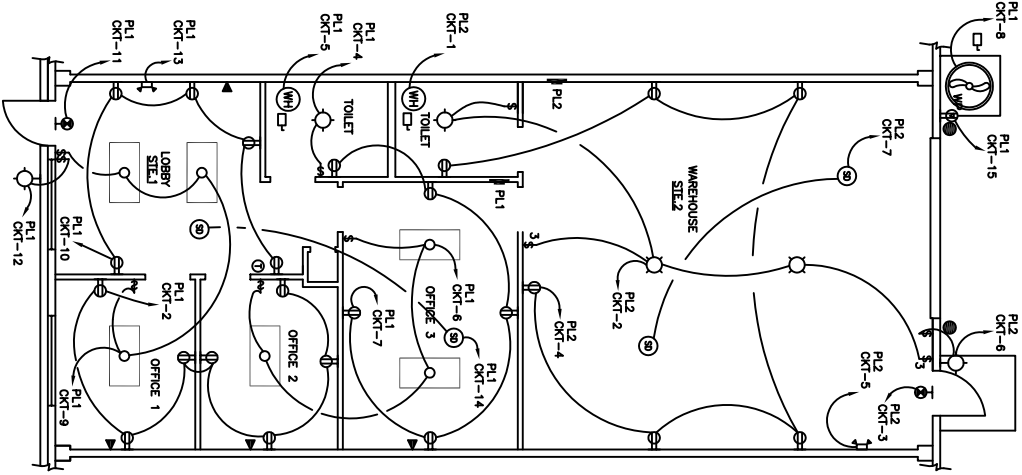 PL1
CKT-8
PL1
CKT-11
PL1
CKT-13
PL1
CKT-5
PL1
CKT-4
PL2
CKT-1
PL2
PL2
CKT-7
PL1
CKT-15
WH
TOILET
WH
TOILET
$
$
SD
PL1
LOBBY
STE.1
WAREHOUSE
STE.2
$$
PL1
CKT-12
PL1
CKT-10
SD
T
$
3
$
PL1
CKT-2
PL1
CKT-6
PL2
CKT-2
OFFICE 3
PL1
CKT-7
PL2
CKT-4
SD
SD
PL1
CKT-14
OFFICE 1
OFFICE 2
PL1
CKT-9
$
$
3
PL2
CKT-6
PL2
CKT-5
PL2
CKT-3